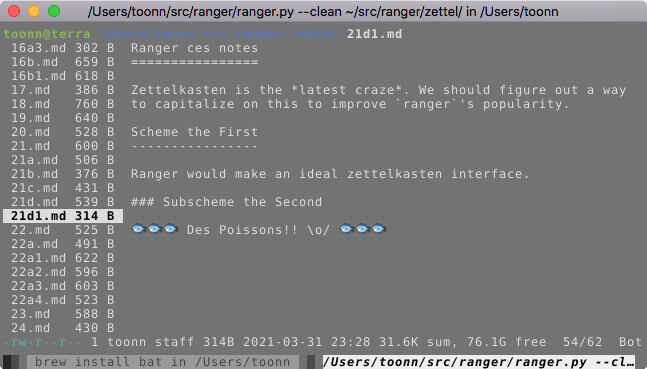 /Users/toonn/src/ranger/ranger.py --clean ~/src/ranger/zettel/ in /Users/toonn
toonn@terra /Users/toonn/src/ranger/zettel/21d1.md
16a3.md 302 B Ranger ces notes
16b.md 659 B ================
16b1.md 618 B
17.md 386 B Zettelkasten is the *latest craze*. We should figure out a way
18.md 760 B to capitalize on this to improve `ranger`'s popularity.
19.md 640 B
20.md 528 B Scheme the First
21.md 600 B ----------------
21a.md 506 B
21b.md 376 B Ranger would make an ideal zettelkasten interface.
21c.md 431 B
21d.md 539 B ### Subscheme the Second
21d1.md 314 B
22.md 525 B 🐟🐟🐟 Des Poissons!! \o/ 🐟🐟🐟
22a.md 491 B
22a1.md 622 B
22a2.md 596 B
22a3.md 603 B
22a4.md 523 B
23.md 588 B
24.md 430 B
-rw-r--r-- 1 toonn staff 314B 2021-03-31 23:28 31.6K sum, 76.1G free 54/62 Bot
brew install bat in /Users/toonn /Users/toonn/src/ranger/ranger.py --cl…